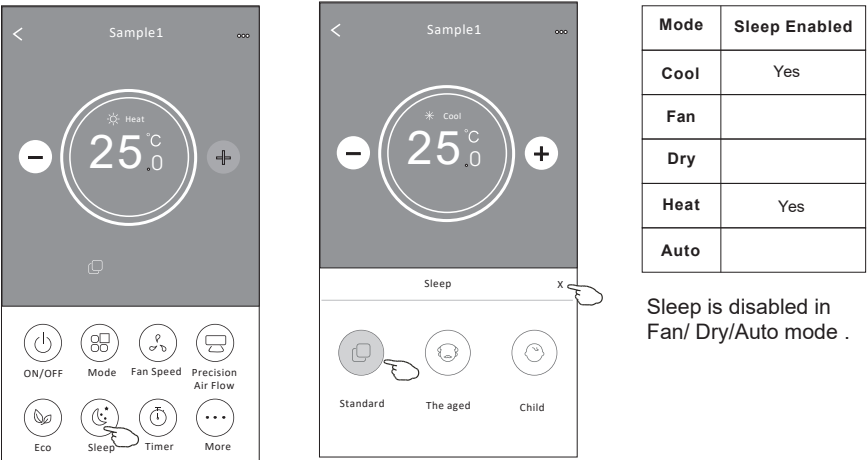 Sample1
Heat
25.0°C
ON/OFF
Mode
Fan Speed
Precision
Air Flow
Eco
Sleep
Timer
More
Sample1
Cool
25.0°C
Sleep X
Standard
The aged
Child
Mode Sleep Enabled
Cool Yes
Fan
Dry
Heat Yes
Auto
Sleep is disabled in
Fan/ Dry/Auto mode .